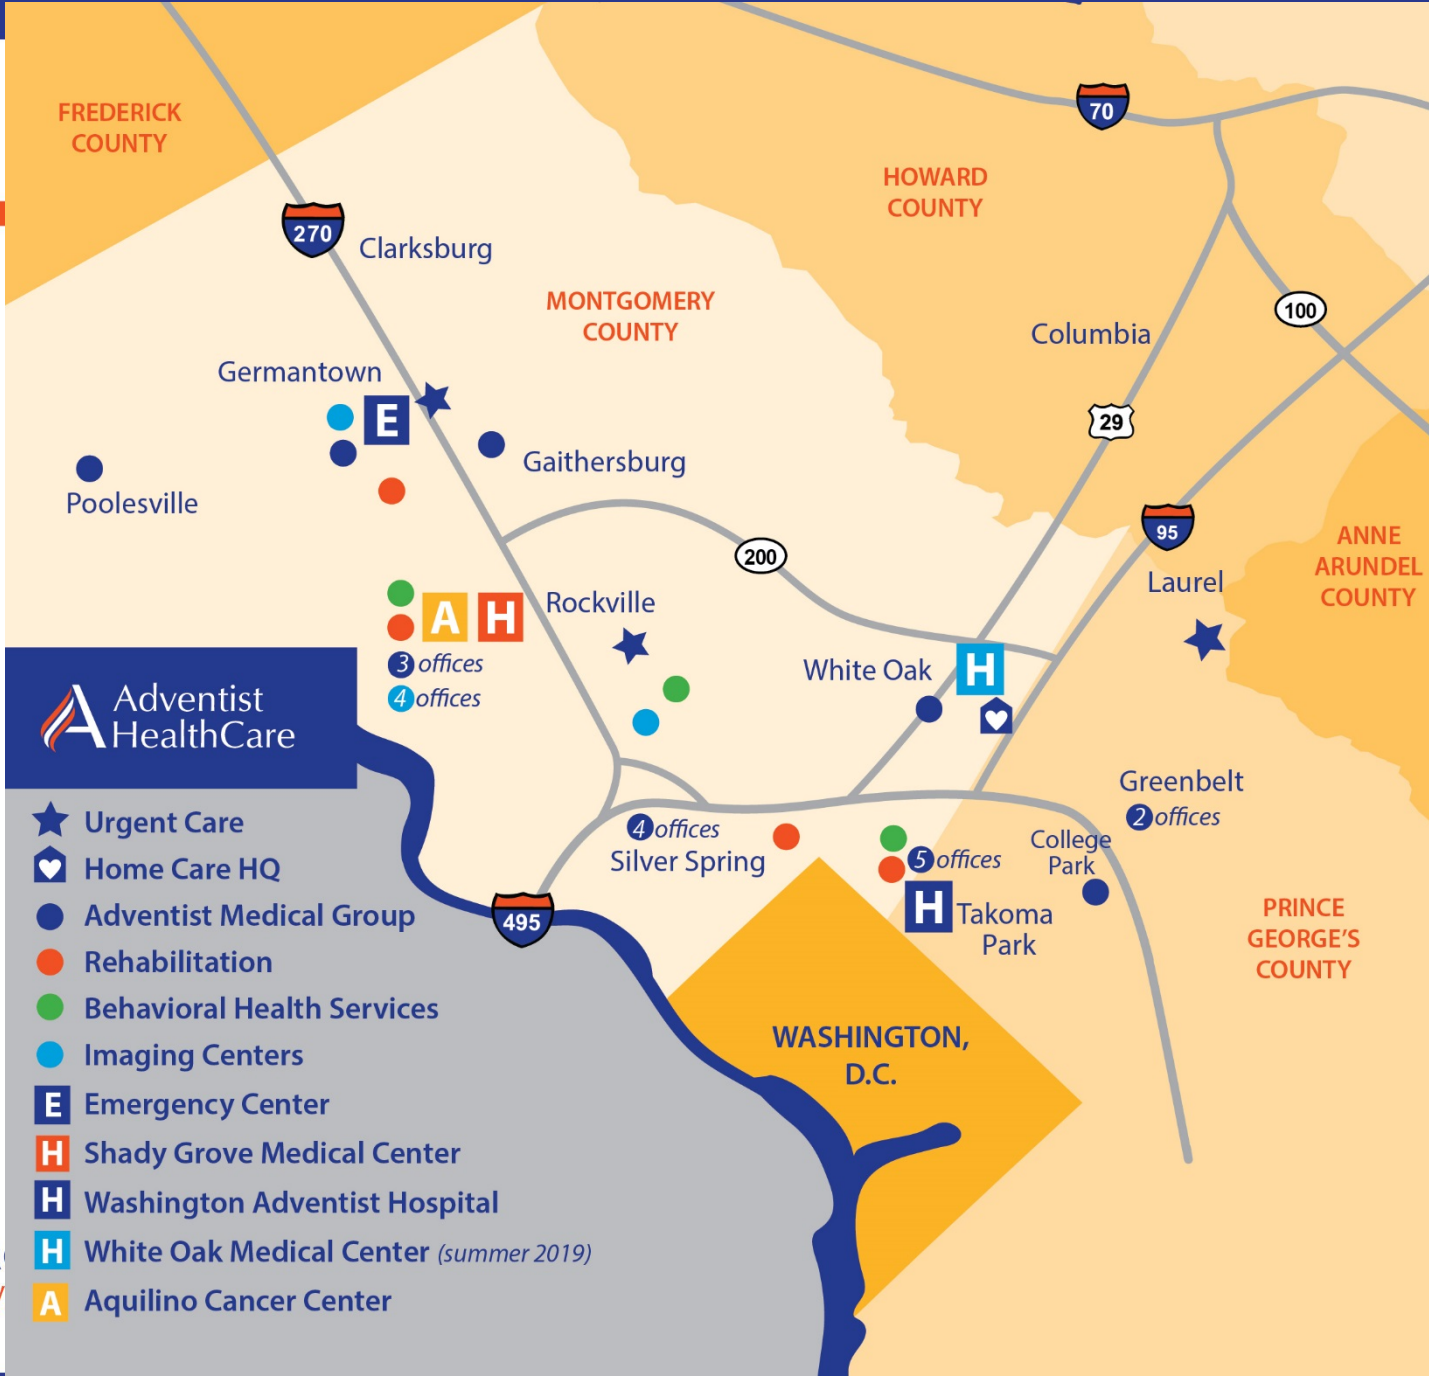 FREDERICK
COUNTY
70
HOWARD
COUNTY
270
Clarksburg
MONTGOMERY
COUNTY
100
Columbia
Germantown
E
29
Gaithersburg
Poolesville
95
ANNE
ARUNDEL
COUNTY
200
Laurel
Rockville
A H
3 offices
4 offices
White Oak
H
Adventist
HealthCare
Greenbelt
2 offices
4 offices
Silver Spring
College
Park
5 offices
H
Takoma
Park
495
PRINCE
GEORGE'S
COUNTY
WASHINGTON,
D.C.
Urgent Care
Home Care HQ
Adventist Medical Group
Rehabilitation
Behavioral Health Services
Imaging Centers
E Emergency Center
H Shady Grove Medical Center
H Washington Adventist Hospital
H White Oak Medical Center (summer 2019)
A Aquilino Cancer Center